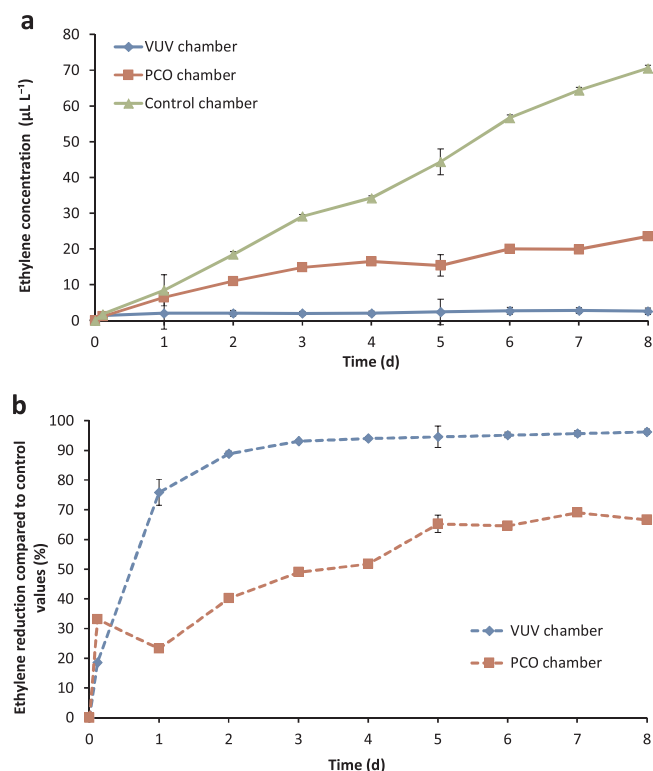 a
VUV chamber
PCO chamber
Control chamber
Ethylene concentration (µL L⁻¹)
80
70
60
50
40
30
20
10
0
0 1 2 3 4 5 6 7 8
Time (d)
b
Ethylene reduction compared to control
values (%)
100
90
80
70
60
50
40
30
20
10
0
VUV chamber
PCO chamber
0 1 2 3 4 5 6 7 8
Time (d)